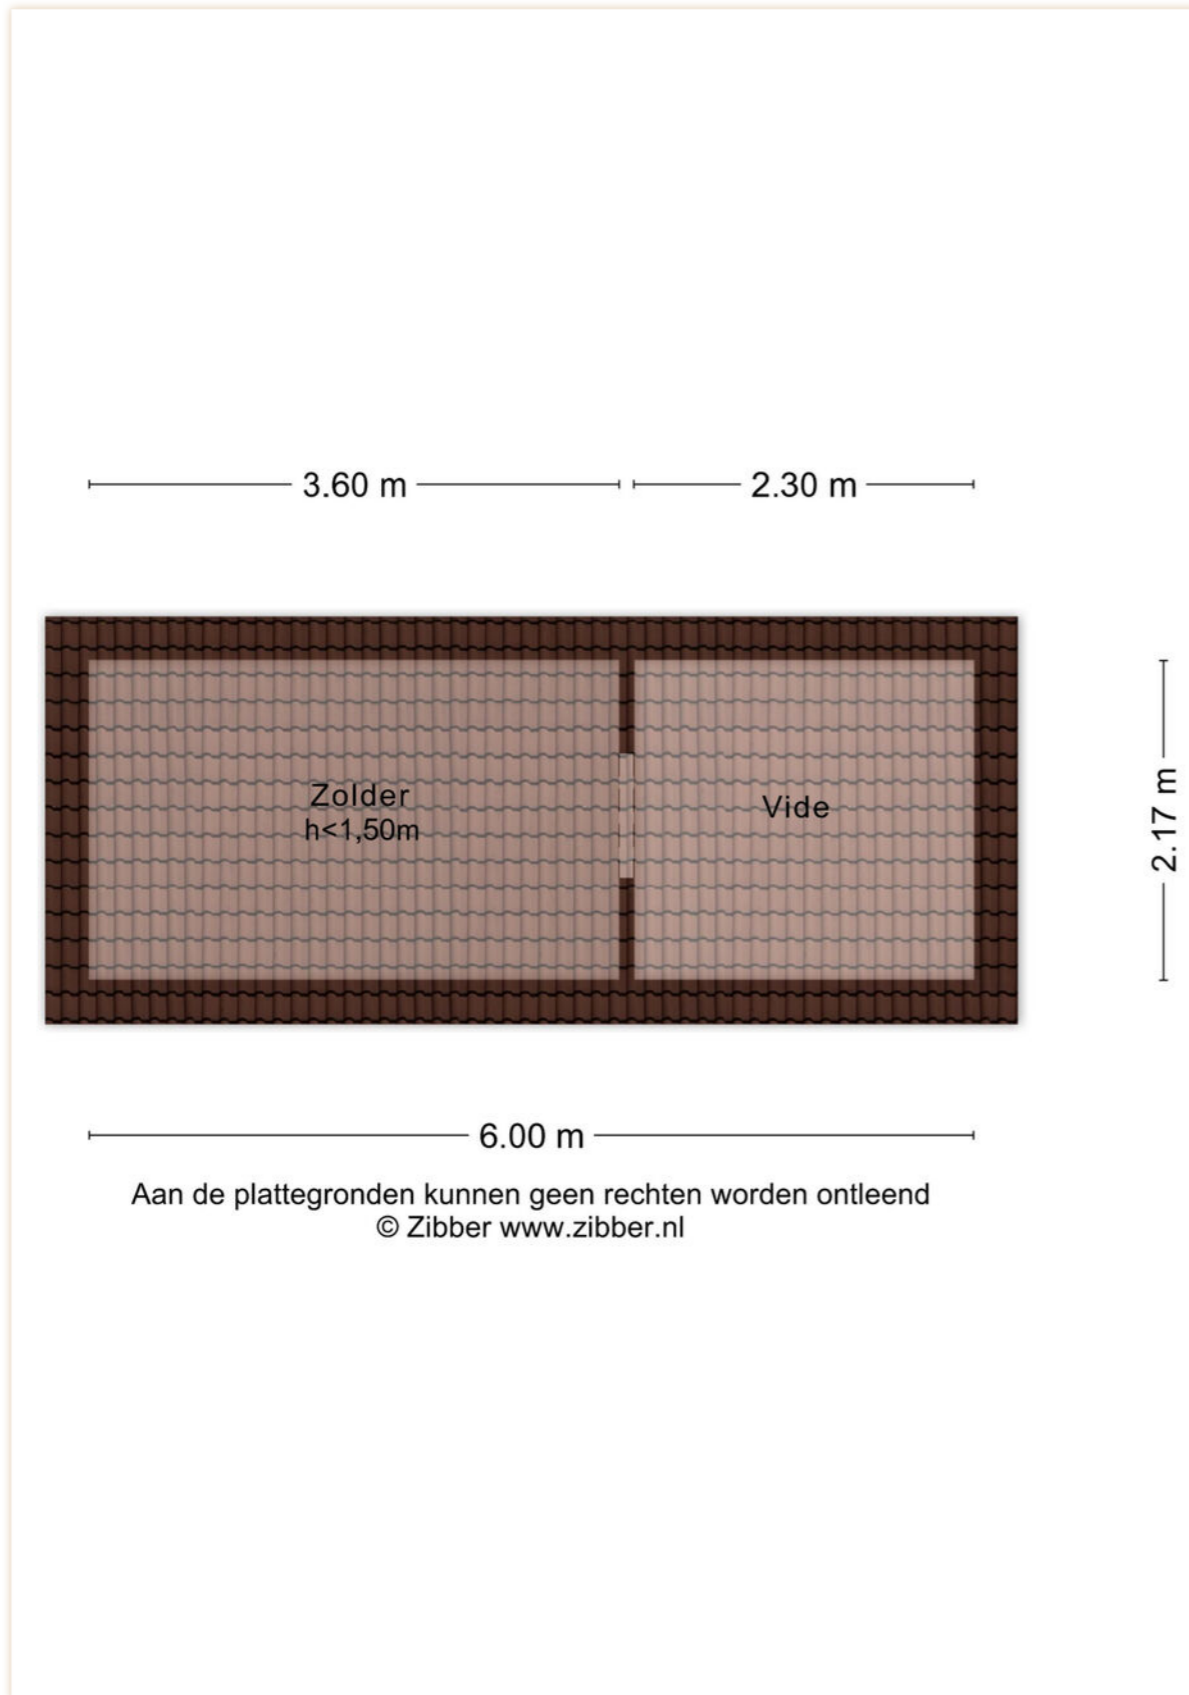 3.60 m
2.30 m
Zolder
h<1,50m
Vide
2.17 m
6.00 m
Aan de plattegronden kunnen geen rechten worden ontleend
© Zibber www.zibber.nl